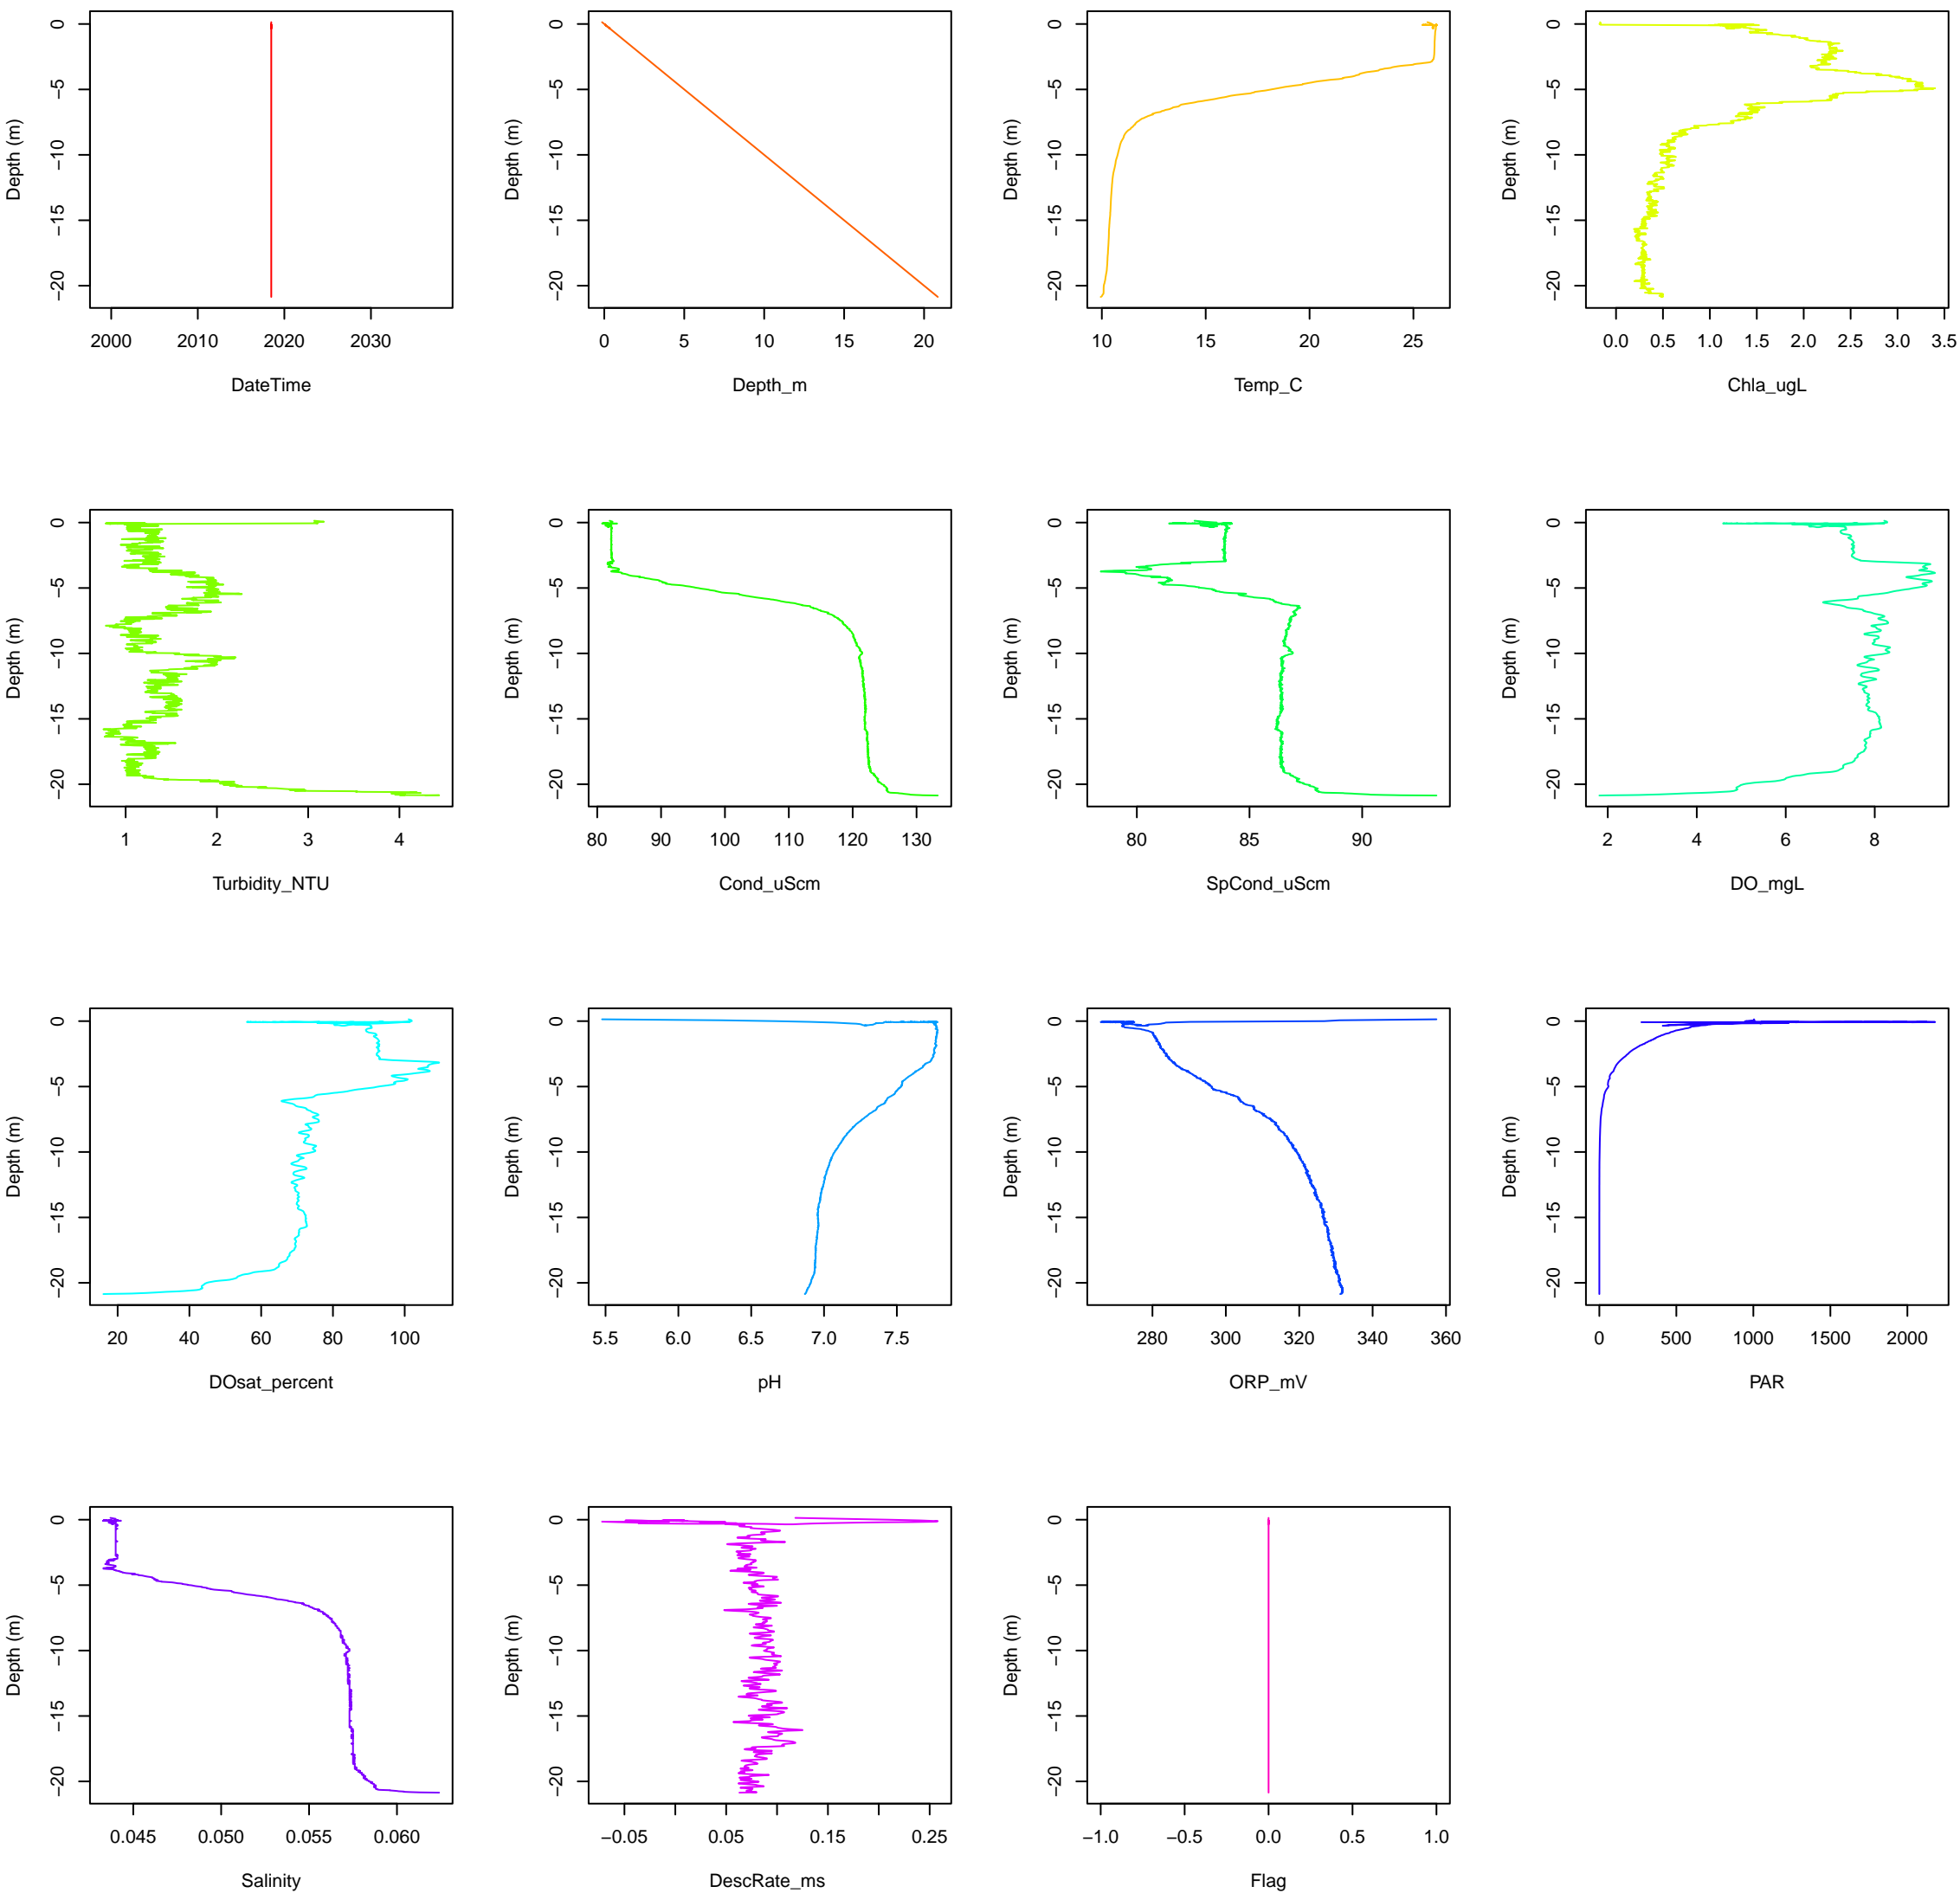 Depth (m)
0
−5
−10
−15
−20
2000 2010 2020 2030
DateTime
Depth (m)
0
−5
−10
−15
−20
0 5 10 15 20
Depth_m
Depth (m)
0
−5
−10
−15
−20
10 15 20 25
Temp_C
Depth (m)
0
−5
−10
−15
−20
0.0 0.5 1.0 1.5 2.0 2.5 3.0 3.5
Chla_ugL
Depth (m)
0
−5
−10
−15
−20
1 2 3 4
Turbidity_NTU
Depth (m)
0
−5
−10
−15
−20
80 90 100 110 120 130
Cond_uScm
Depth (m)
0
−5
−10
−15
−20
80 85 90
SpCond_uScm
Depth (m)
0
−5
−10
−15
−20
2 4 6 8
DO_mgL
Depth (m)
0
−5
−10
−15
−20
20 40 60 80 100
DOsat_percent
Depth (m)
0
−5
−10
−15
−20
5.5 6.0 6.5 7.0 7.5
pH
Depth (m)
0
−5
−10
−15
−20
280 300 320 340 360
ORP_mV
Depth (m)
0
−5
−10
−15
−20
0 500 1000 1500 2000
PAR
Depth (m)
0
−5
−10
−15
−20
0.045 0.050 0.055 0.060
Salinity
Depth (m)
0
−5
−10
−15
−20
−0.05 0.05 0.15 0.25
DescRate_ms
Depth (m)
0
−5
−10
−15
−20
−1.0 −0.5 0.0 0.5 1.0
Flag